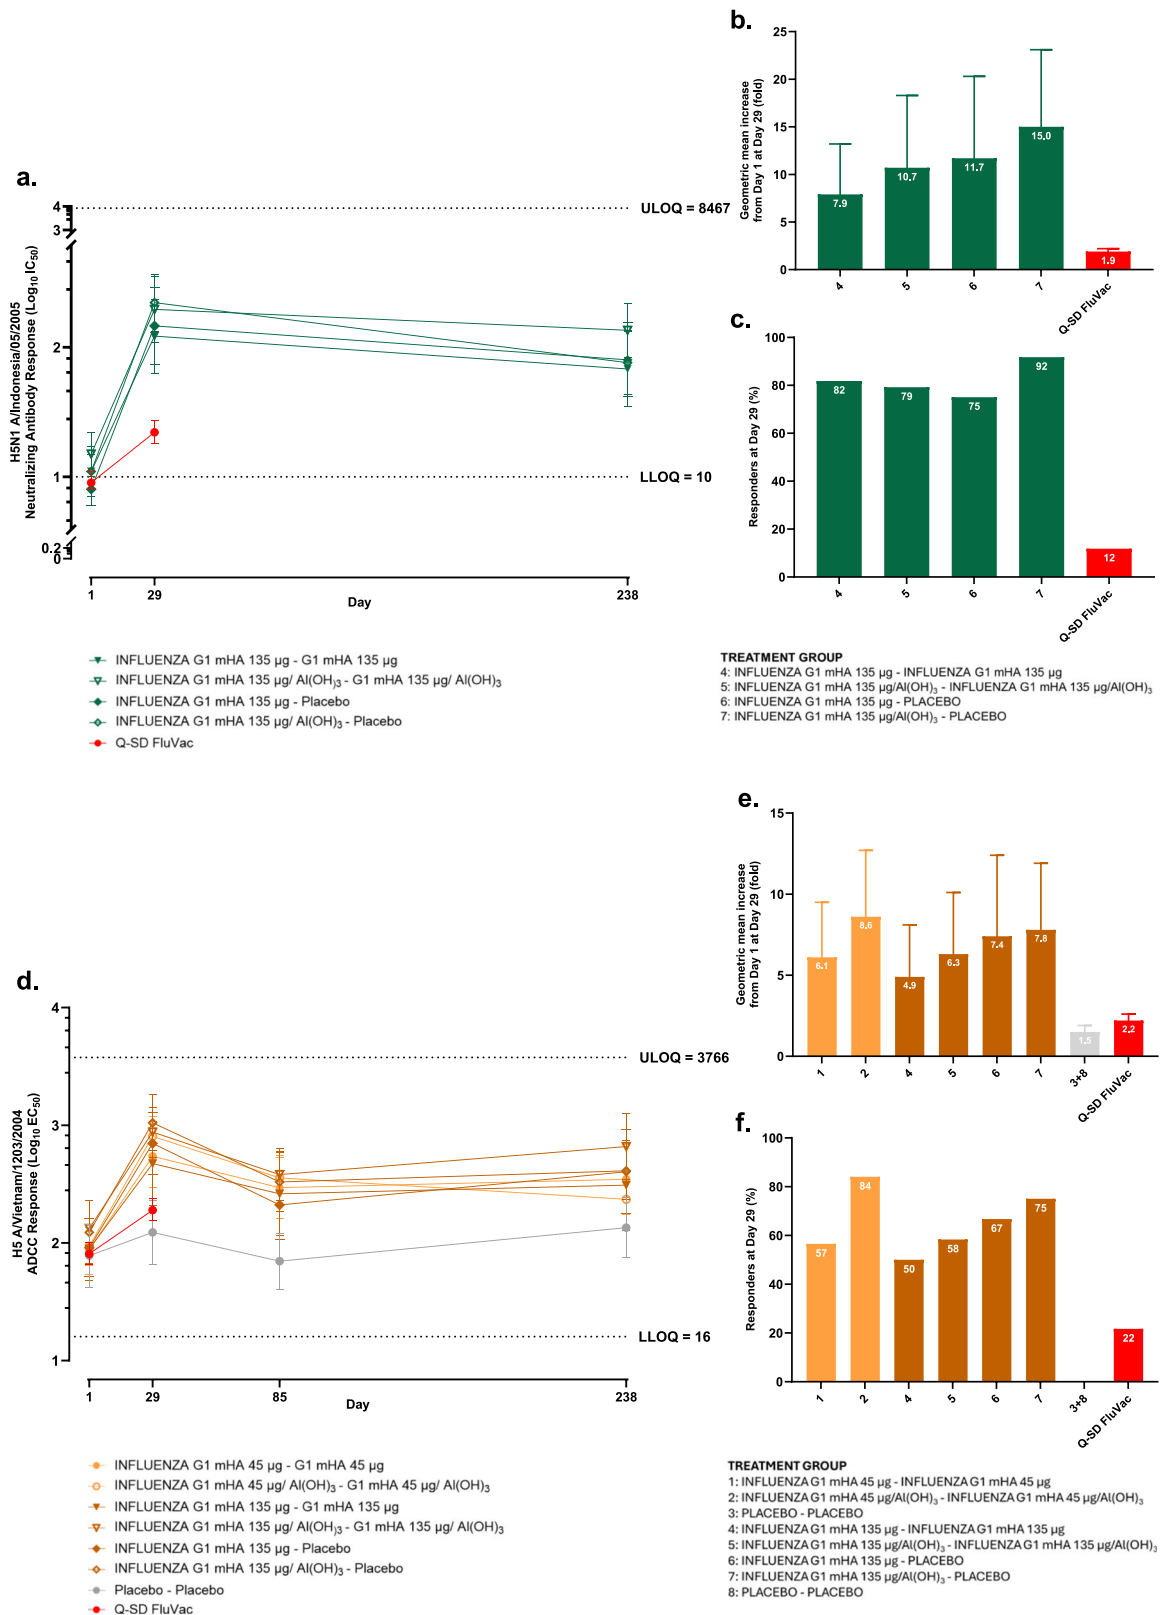 a.
H5N1 A/Indonesia/05/2005
Neutralizing Antibody Response (Log10 IC50)
4
3
2
1
0.2
0
ULOQ = 8467
LLOQ = 10
1 29 238
Day
INFLUENZA G1 mHA 135 µg - G1 mHA 135 µg
INFLUENZA G1 mHA 135 µg/ Al(OH)3 - G1 mHA 135 µg/ Al(OH)3
INFLUENZA G1 mHA 135 µg - Placebo
INFLUENZA G1 mHA 135 µg/ Al(OH)3 - Placebo
Q-SD FluVac
b.
Geometric mean increase
from Day 1 at Day 29 (fold)
25
20
15
10
5
0
7.9 10.7 11.7 15.0 1.9
4 5 6 7 Q-SD FluVac
c.
Responders at Day 29 (%)
100
80
60
40
20
0
82 79 75 92 12
4 5 6 7 Q-SD FluVac
TREATMENT GROUP
4: INFLUENZA G1 mHA 135 µg - INFLUENZA G1 mHA 135 µg
5: INFLUENZA G1 mHA 135 µg/Al(OH)3 - INFLUENZA G1 mHA 135 µg/Al(OH)3
6: INFLUENZA G1 mHA 135 µg - PLACEBO
7: INFLUENZA G1 mHA 135 µg/Al(OH)3 - PLACEBO
d.
H5 A/Vietnam/1203/2004
ADCC Response (Log10 EC50)
4
3
2
1
ULOQ = 3766
LLOQ = 16
1 29 85 238
Day
INFLUENZA G1 mHA 45 µg - G1 mHA 45 µg
INFLUENZA G1 mHA 45 µg/ Al(OH)3 - G1 mHA 45 µg/ Al(OH)3
INFLUENZA G1 mHA 135 µg - G1 mHA 135 µg
INFLUENZA G1 mHA 135 µg/ Al(OH)3 - G1 mHA 135 µg/ Al(OH)3
INFLUENZA G1 mHA 135 µg - Placebo
INFLUENZA G1 mHA 135 µg/ Al(OH)3 - Placebo
Placebo - Placebo
Q-SD FluVac
e.
Geometric mean increase
from Day 1 at Day 29 (fold)
15
10
5
0
6.1 8.6 4.9 6.3 7.4 7.8 1.5 2.2
1 2 4 5 6 7 3+8 Q-SD FluVac
f.
Responders at Day 29 (%)
100
80
60
40
20
0
57 84 50 58 67 75 22
1 2 4 5 6 7 3+8 Q-SD FluVac
TREATMENT GROUP
1: INFLUENZA G1 mHA 45 µg - INFLUENZA G1 mHA 45 µg
2: INFLUENZA G1 mHA 45 µg/Al(OH)3 - INFLUENZA G1 mHA 45 µg/Al(OH)3
3: PLACEBO - PLACEBO
4: INFLUENZA G1 mHA 135 µg - INFLUENZA G1 mHA 135 µg
5: INFLUENZA G1 mHA 135 µg/Al(OH)3 - INFLUENZA G1 mHA 135 µg/Al(OH)3
6: INFLUENZA G1 mHA 135 µg - PLACEBO
7: INFLUENZA G1 mHA 135 µg/Al(OH)3 - PLACEBO
8: PLACEBO - PLACEBO